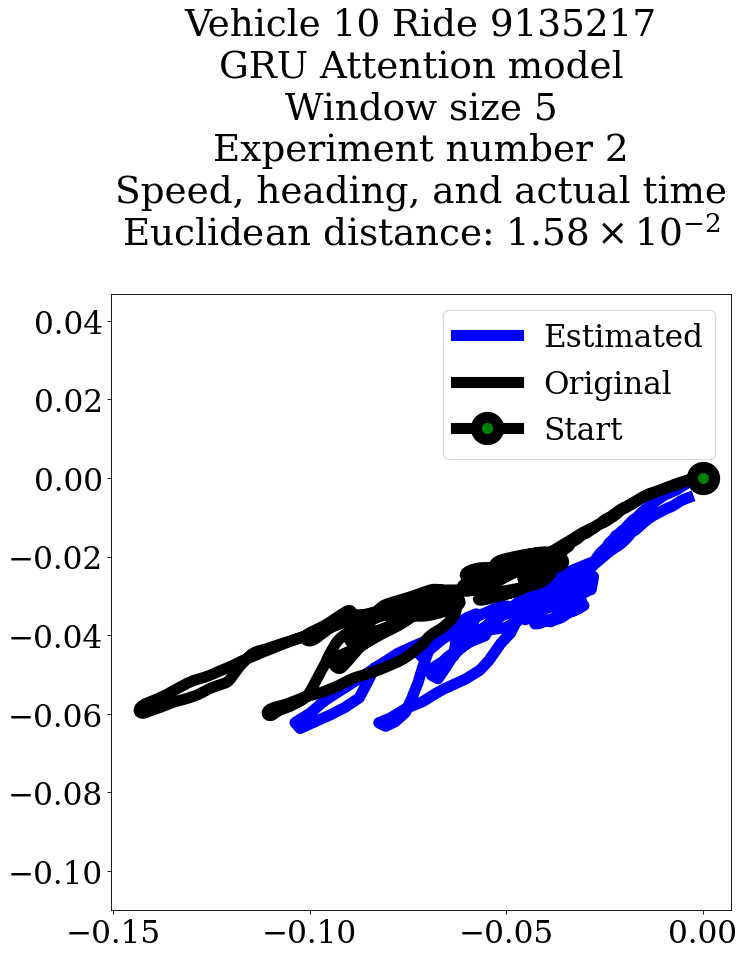 Vehicle 10 Ride 9135217
GRU Attention model
Window size 5
Experiment number 2
Speed, heading, and actual time
Euclidean distance: 1.58 × 10⁻²
Estimated
Original
Start
0.04
0.02
0.00
−0.02
−0.04
−0.06
−0.08
−0.10
−0.15
−0.10
−0.05
0.00